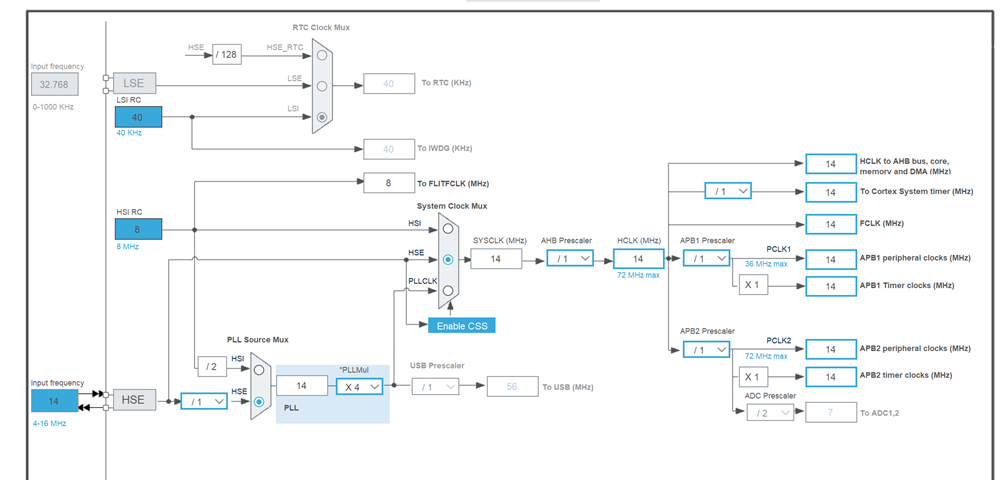 RTC Clock Mux
HSE
/ 128
HSE_RTC
Input frequency
32.768
0-1000 KHz
LSE
LSE
40
To RTC (KHz)
LSI RC
40
40 KHz
LSI
40
To IWDG (KHz)
8
To FLITFCLK (MHz)
HSI RC
8
8 MHz
System Clock Mux
HSI
HSE
PLLCLK
SYSCLK (MHz)
14
AHB Prescaler
/ 1
HCLK (MHz)
14
72 MHz max
14
HCLK to AHB bus, core,
memory and DMA (MHz)
/ 1
14
To Cortex System timer (MHz)
14
FCLK (MHz)
APB1 Prescaler
/ 1
PCLK1
36 MHz max
14
APB1 peripheral clocks (MHz)
X 1
14
APB1 Timer clocks (MHz)
Enable CSS
APB2 Prescaler
/ 1
PCLK2
72 MHz max
14
APB2 peripheral clocks (MHz)
X 1
14
APB2 timer clocks (MHz)
ADC Prescaler
/ 2
7
To ADC1,2
PLL Source Mux
/ 2
HSI
HSE
Input frequency
14
4-16 MHz
HSE
/ 1
14
*PLLMul
X 4
PLL
USB Prescaler
/ 1
56
To USB (MHz)